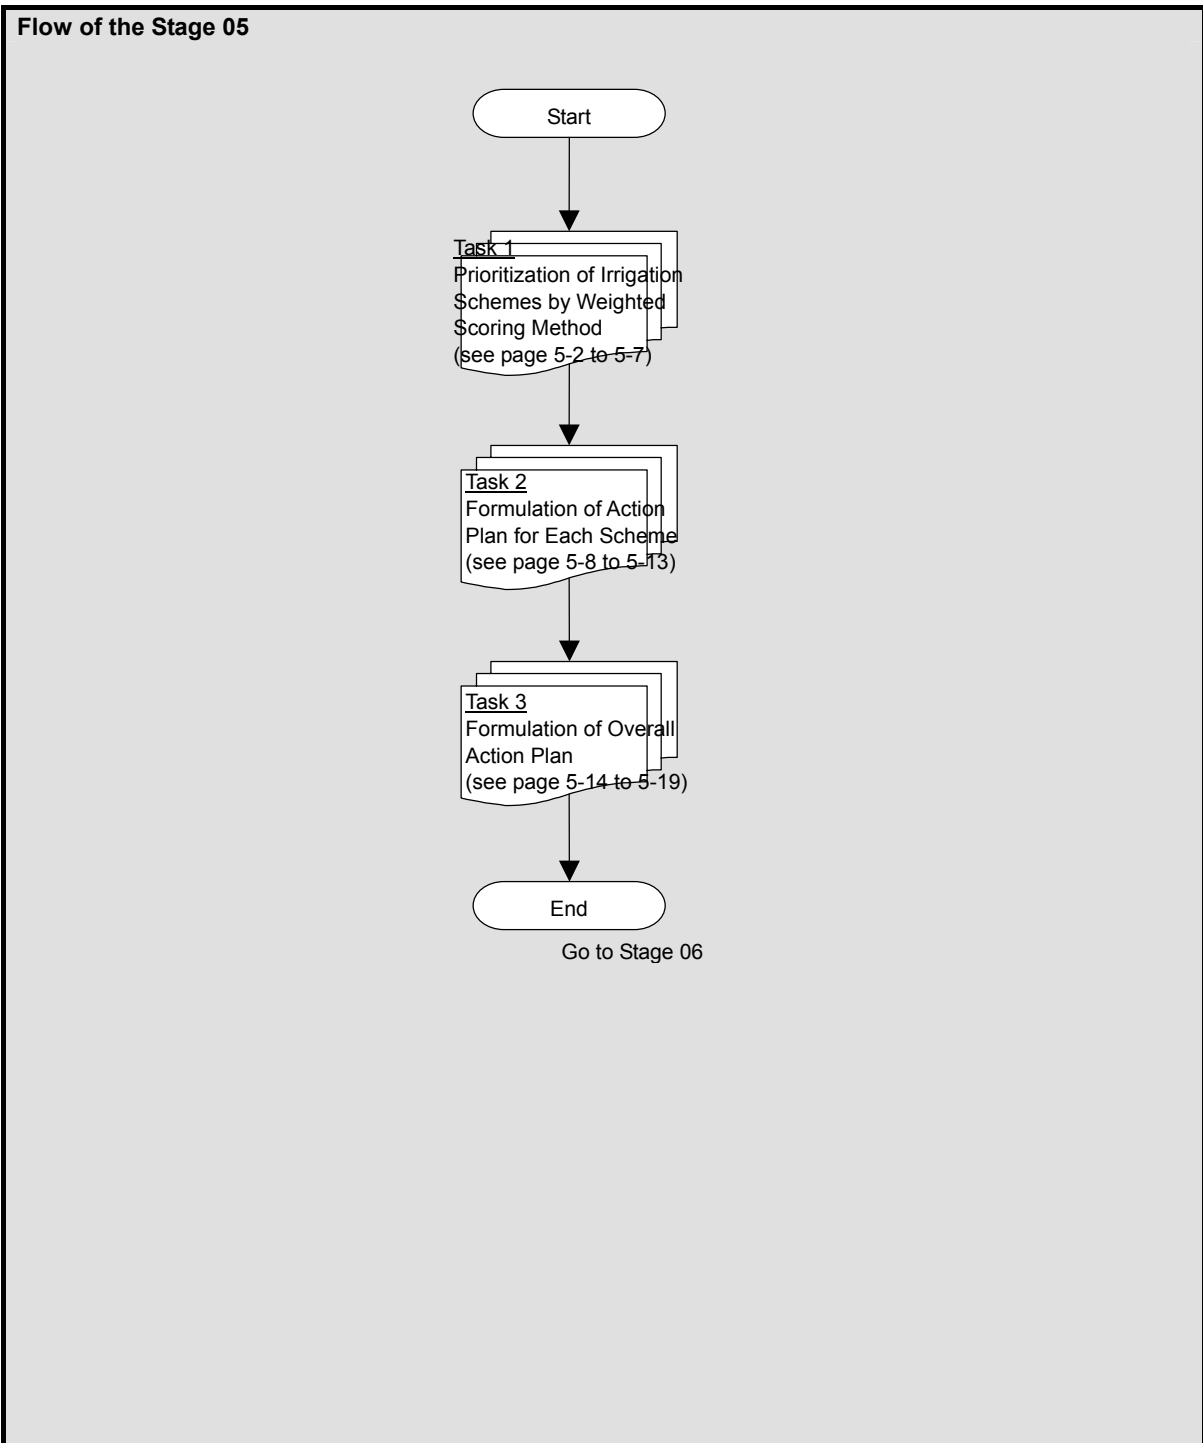 Flow of the Stage 05
Start
Task 1
Prioritization of Irrigation
Schemes by Weighted
Scoring Method
(see page 5-2 to 5-7)
Task 2
Formulation of Action
Plan for Each Scheme
(see page 5-8 to 5-13)
Task 3
Formulation of Overall
Action Plan
(see page 5-14 to 5-19)
End
Go to Stage 06